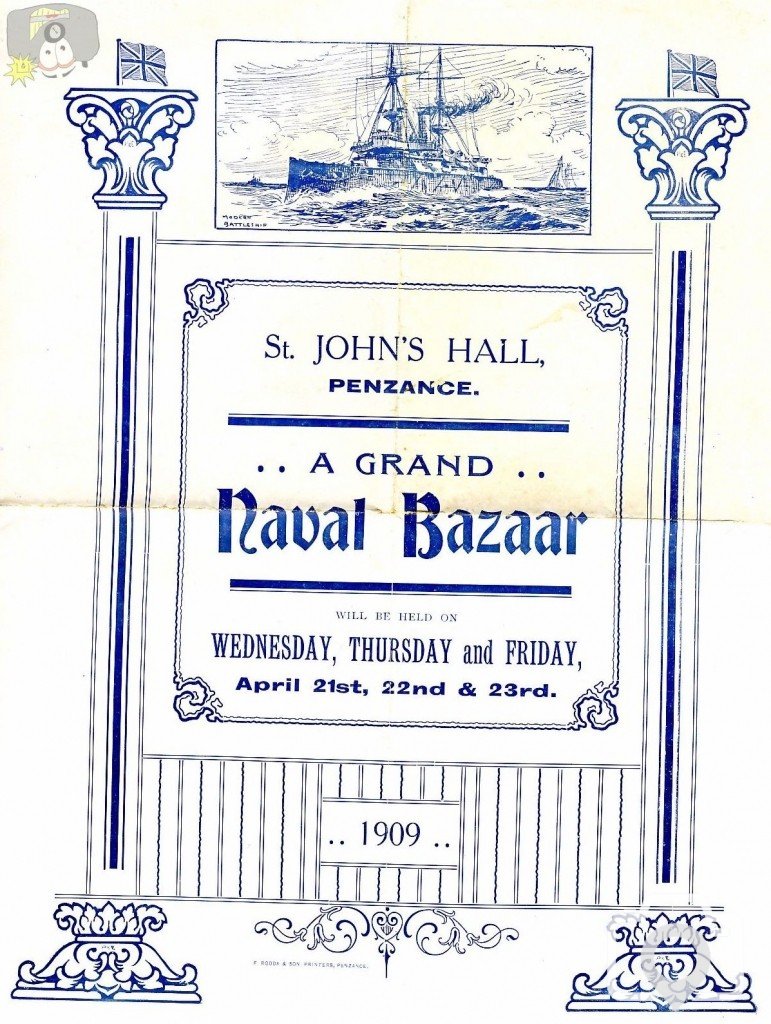 MODERN
BATTLESHIP
St. JOHN'S HALL,
PENZANCE.
.. A GRAND ..
Naval Bazaar
WILL BE HELD ON
WEDNESDAY, THURSDAY and FRIDAY,
April 21st, 22nd & 23rd.
.. 1909 ..
F. RODDA & SON PRINTERS, PENZANCE.